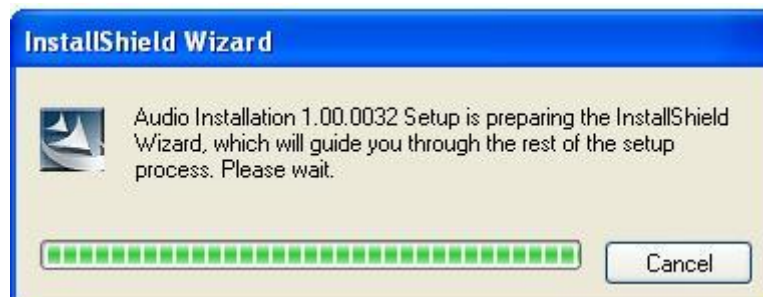 InstallShield Wizard
Audio Installation 1.00.0032 Setup is preparing the InstallShield
Wizard, which will guide you through the rest of the setup
process. Please wait.
Cancel